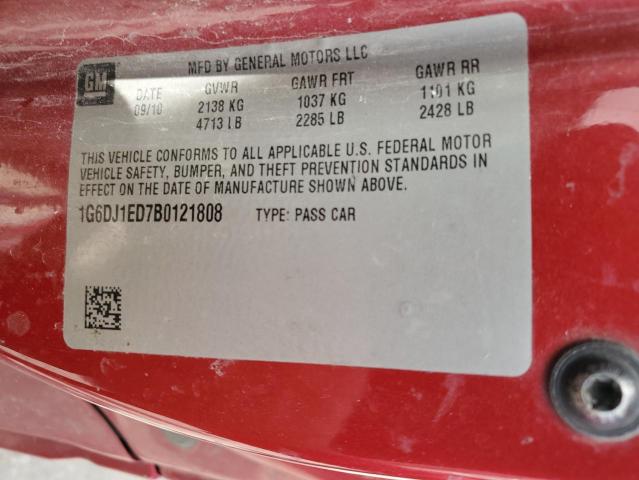 GM
MFD BY GENERAL MOTORS LLC
DATE GVWR GAWR FRT GAWR RR
09/10 2138 KG 1037 KG 1101 KG
4713 LB 2285 LB 2428 LB
THIS VEHICLE CONFORMS TO ALL APPLICABLE U.S. FEDERAL MOTOR
VEHICLE SAFETY, BUMPER, AND THEFT PREVENTION STANDARDS IN
EFFECT ON THE DATE OF MANUFACTURE SHOWN ABOVE.
1G6DJ1ED7B0121808 TYPE: PASS CAR